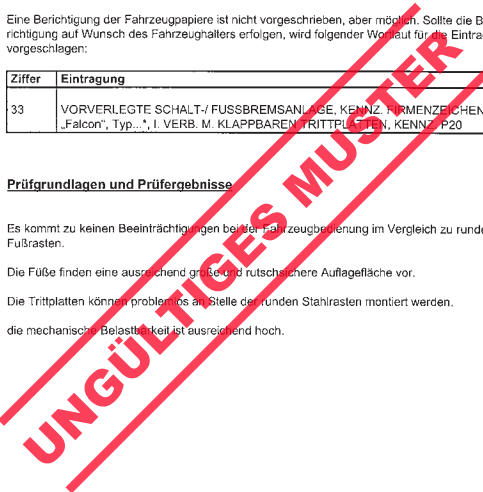 Eine Berichtigung der Fahrzeugpapiere ist nicht vorgeschrieben, aber möglich. Sollte die B
richtigung auf Wunsch des Fahrzeughalters erfolgen, wird folgender Wortlaut für die Eintra
vorgeschlagen:
Ziffer Eintragung
33 VORVERLEGTE SCHALT-/ FUSSBREMSANLAGE, KENNZ. FIRMENZEICHEN
„Falcon“, Typ...*, I. VERB. M. KLAPPBAREN TRITTPLATTEN, KENNZ. P20
Prüfgrundlagen und Prüfergebnisse
Es kommt zu keinen Beeinträchtigungen bei der Fahrzeugbedienung im Vergleich zu runde
Fußrasten.
Die Füße finden eine ausreichend große und rutschsichere Auflagefläche vor.
Die Trittplatten können problemlos an Stelle der runden Stahlrasten montiert werden.
die mechanische Belastbarkeit ist ausreichend hoch.
UNGÜLTIGES MUSTER